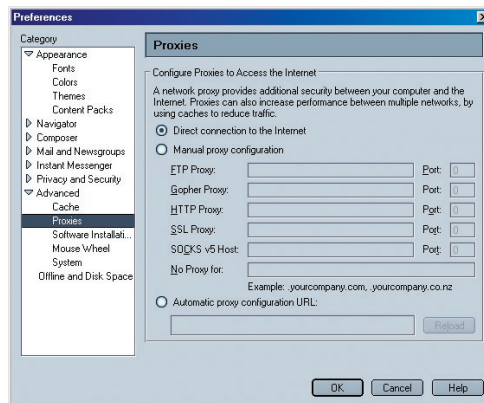 Preferences
Category
Appearance
Fonts
Colors
Themes
Content Packs
Navigator
Composer
Mail and Newsgroups
Instant Messenger
Privacy and Security
Advanced
Cache
Proxies
Software Installati...
Mouse Wheel
System
Offline and Disk Space
Proxies
Configure Proxies to Access the Internet
A network proxy provides additional security between your computer and the
Internet. Proxies can also increase performance between multiple networks, by
using caches to reduce traffic.
Direct connection to the Internet
Manual proxy configuration
FTP Proxy: Port: 0
Gopher Proxy: Port: 0
HTTP Proxy: Port: 0
SSL Proxy: Port: 0
SOCKS v5 Host: Port: 0
No Proxy for:
Example: .yourcompany.com, .yourcompany.co.nz
Automatic proxy configuration URL:
Reload
OK Cancel Help